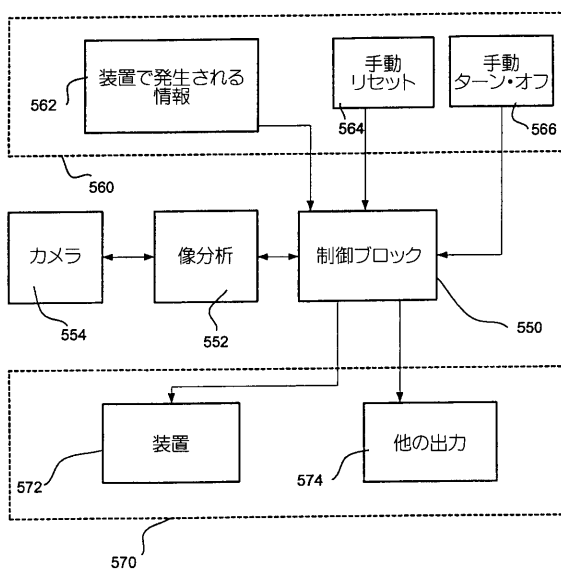 装置で発生される
情報
562
手動
リセット
564
手動
ターン・オフ
566
560
カメラ
554
像分析
552
制御ブロック
550
装置
572
他の出力
574
570